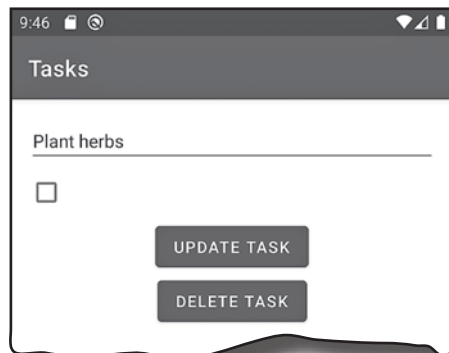 9:46
Tasks
Plant herbs
UPDATE TASK
DELETE TASK